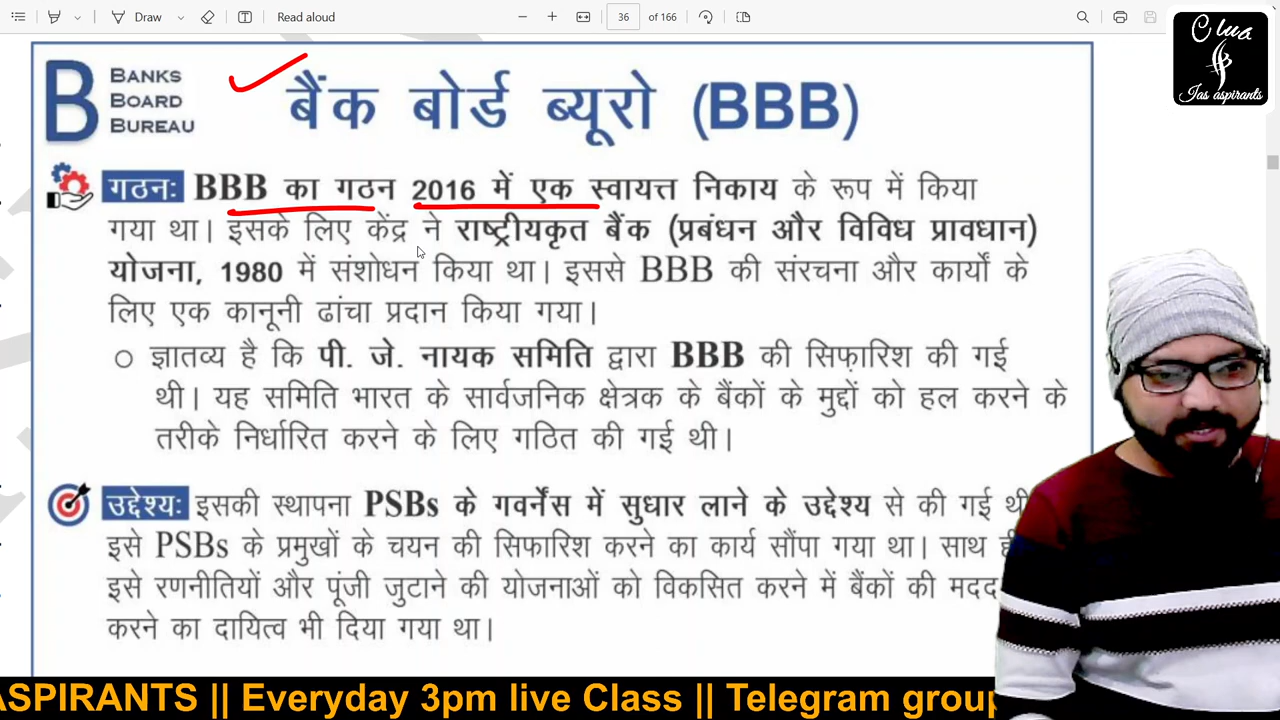 Draw
Read aloud
36
of 166
Clua
Ias aspirants
BANKS
BOARD
BUREAU
बैंक बोर्ड ब्यूरो (BBB)
गठन: BBB का गठन 2016 में एक स्वायत्त निकाय के रूप में किया
गया था। इसके लिए केंद्र ने राष्ट्रीयकृत बैंक (प्रबंधन और विविध प्रावधान)
योजना, 1980 में संशोधन किया था। इससे BBB की संरचना और कार्यों के
लिए एक कानूनी ढांचा प्रदान किया गया।
ज्ञातव्य है कि पी. जे. नायक समिति द्वारा BBB की सिफ़ारिश की गई
थी। यह समिति भारत के सार्वजनिक क्षेत्रक के बैंकों के मुद्दों को हल करने के
तरीके निर्धारित करने के लिए गठित की गई थी।
उद्देश्य: इसकी स्थापना PSBs के गवर्नेंस में सुधार लाने के उद्देश्य से की गई थी
इसे PSBs के प्रमुखों के चयन की सिफारिश करने का कार्य सौंपा गया था। साथ
इसे रणनीतियों और पूंजी जुटाने की योजनाओं को विकसित करने में बैंकों की मदद
करने का दायित्व भी दिया गया था।
ASPIRANTS || Everyday 3pm live Class || Telegram group